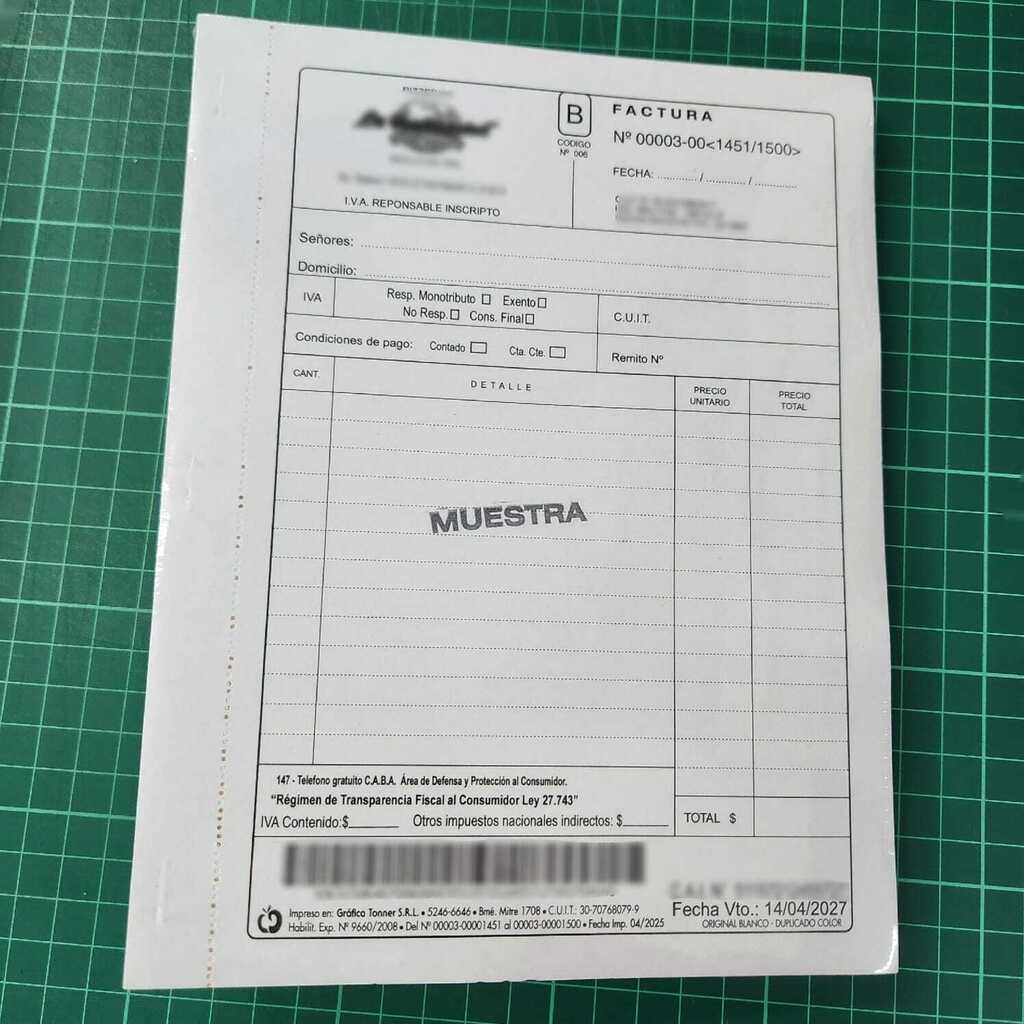 B
CODIGO
Nº 006
FACTURA
Nº 00003-00<1451/1500>
FECHA: ............ / ............. / .............
I.V.A. REPONSABLE INSCRIPTO
Señores:
Domicilio:
IVA
Resp. Monotributo
Exento
No Resp.
Cons. Final
C.U.I.T.
Condiciones de pago:
Contado
Cta. Cte.
Remito Nº
CANT.
DETALLE
PRECIO
UNITARIO
PRECIO
TOTAL
MUESTRA
147 - Telefono gratuito C.A.B.A. Área de Defensa y Protección al Consumidor.
“Régimen de Transparencia Fiscal al Consumidor Ley 27.743”
IVA Contenido:$_______ Otros impuestos nacionales indirectos: $______
TOTAL $
Impreso en: Gráfica Tonner S.R.L. • 5246-6646 • Bmé. Mitre 1708 • C.U.I.T.: 30-70768079-9
Habilit. Exp. Nº 9660/2008 • Del Nº 00003-00001451 al 00003-00001500 • Fecha Imp. 04/2025
C.A.I. Nº
Fecha Vto.: 14/04/2027
ORIGINAL BLANCO - DUPLICADO COLOR